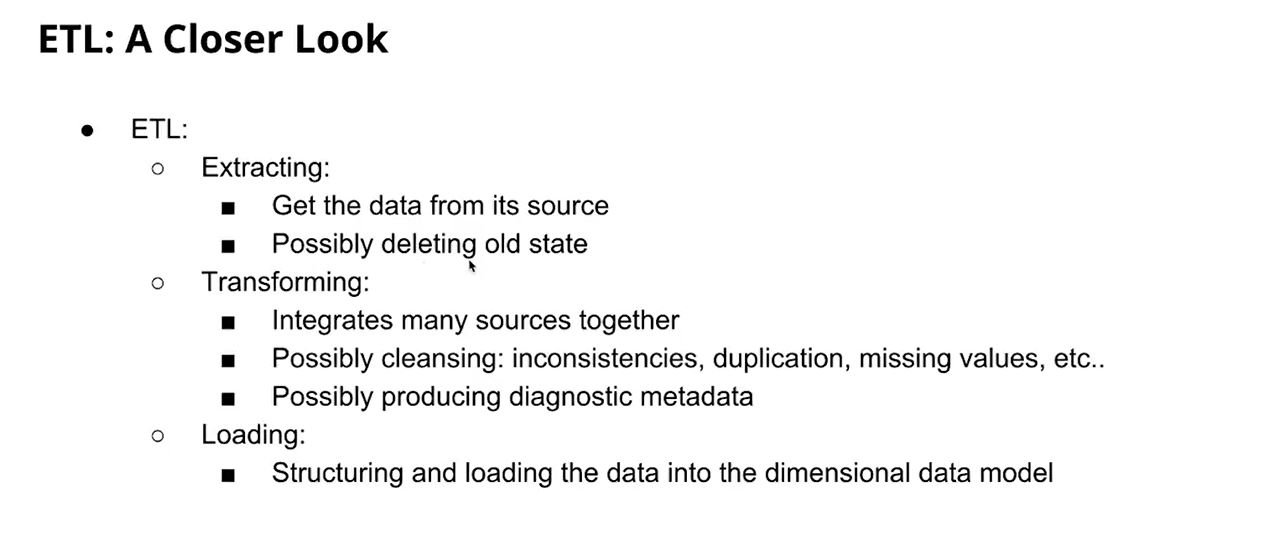 ETL: A Closer Look
● ETL:
○ Extracting:
■ Get the data from its source
■ Possibly deleting old state
○ Transforming:
■ Integrates many sources together
■ Possibly cleansing: inconsistencies, duplication, missing values, etc..
■ Possibly producing diagnostic metadata
○ Loading:
■ Structuring and loading the data into the dimensional data model